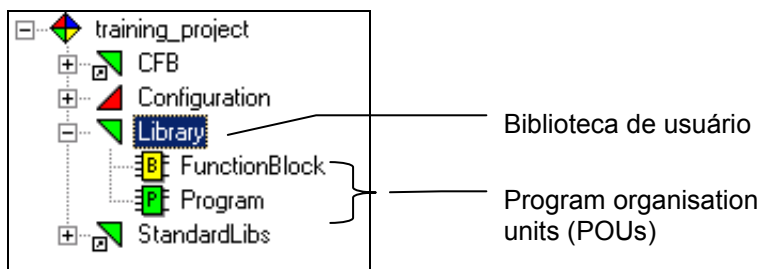 training_project
CFB
Configuration
Library
Biblioteca de usuário
B FunctionBlock
P Program
Program organisation
units (POUs)
StandardLibs